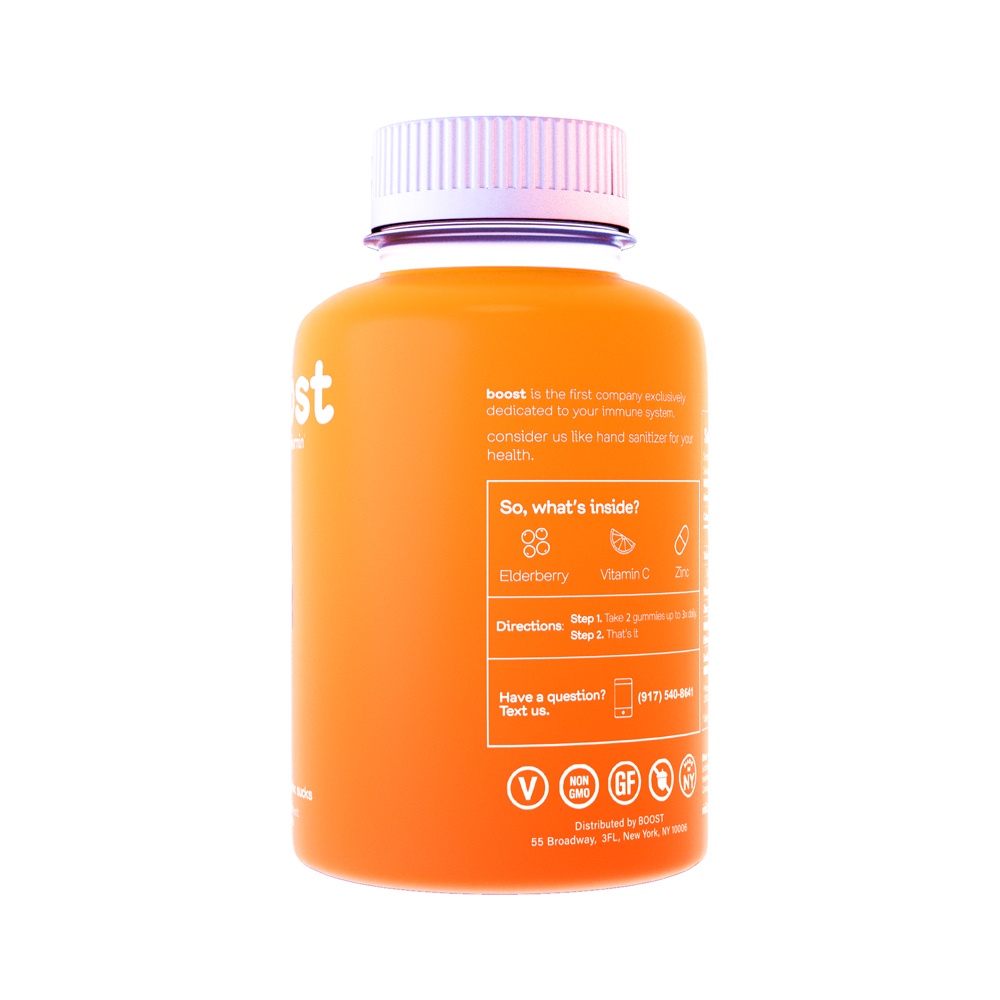 st
boost is the first company exclusively
dedicated to your immune system.
consider us like hand sanitizer for your
health.
So, what's inside?
Elderberry Vitamin C Zinc
Directions: Step 1. Take 2 gummies up to 3x daily
Step 2. That's it
Have a question? (917) 540-8641
Text us.
sucks
V NON GMO GF NY
Distributed by BOOST
55 Broadway, 3FL, New York, NY 10006